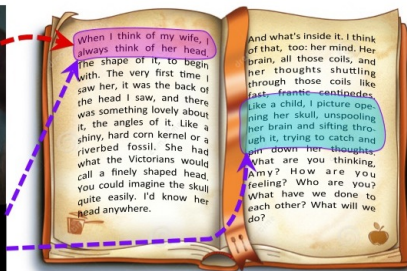 When I think of my wife, I
always think of her head.
The shape of it, to begin
with. The very first time I
saw her, it was the back of
the head I saw, and there
was something lovely about
it, the angles of it. Like a
shiny, hard corn kernel or a
riverbed fossil. She had
what the Victorians would
call a finely shaped head.
You could imagine the skull
quite easily. I'd know her
head anywhere.
And what's inside it. I think
of that, too: her mind. Her
brain, all those coils, and
her thoughts shuttling
through those coils like
fast, frantic centipedes.
Like a child, I picture ope-
ning her skull, unspooling
her brain and sifting thro-
ugh it, trying to catch and
pin down her thoughts.
What are you thinking,
Amy? How are you
feeling? Who are you?
What have we done to
each other? What will we
do?